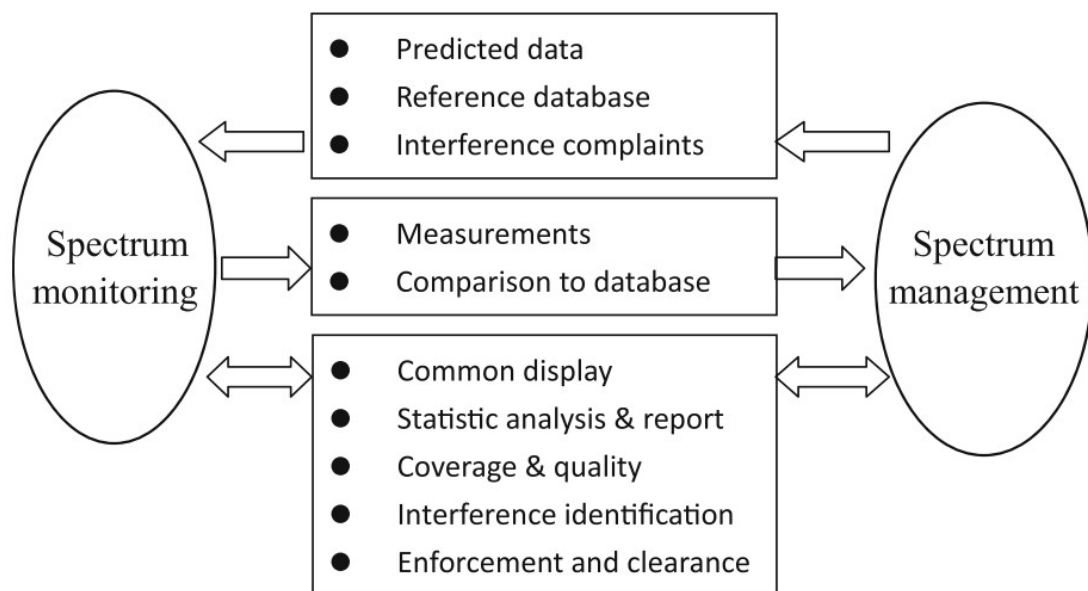 Predicted data
Reference database
Interference complaints
Spectrum
monitoring
Measurements
Comparison to database
Spectrum
management
Common display
Statistic analysis & report
Coverage & quality
Interference identification
Enforcement and clearance